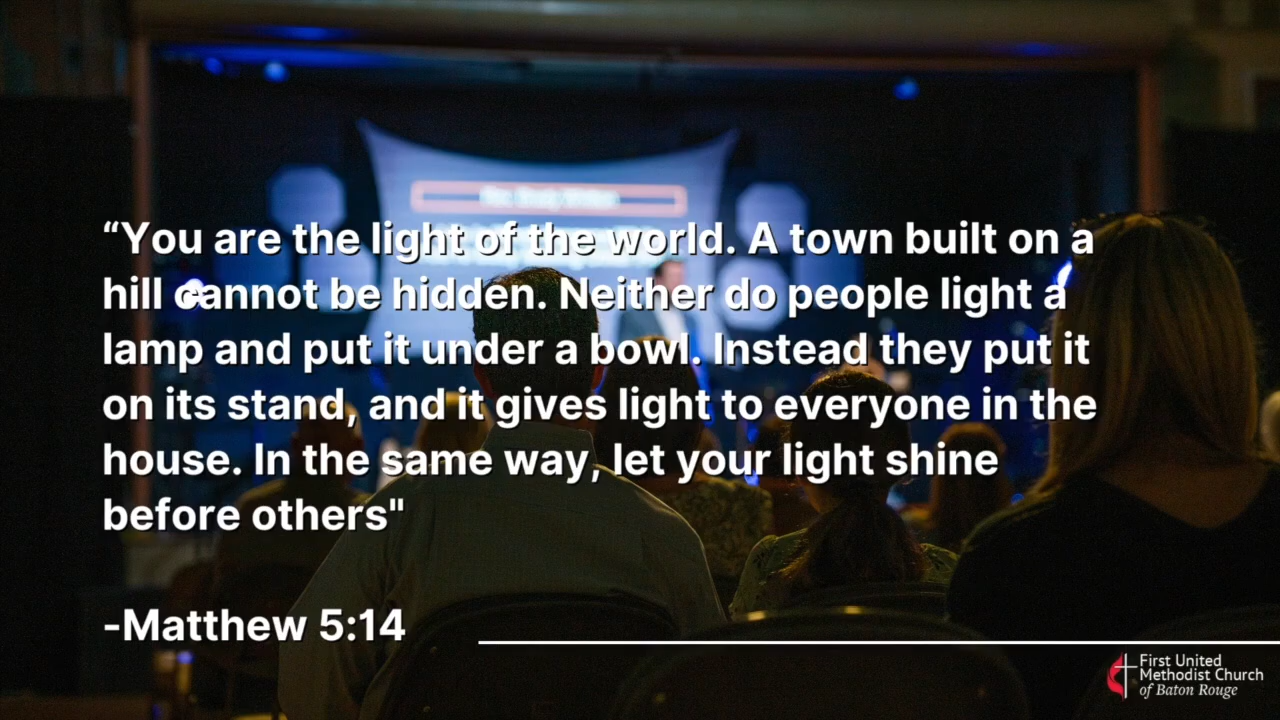 “You are the light of the world. A town built on a
hill cannot be hidden. Neither do people light a
lamp and put it under a bowl. Instead they put it
on its stand, and it gives light to everyone in the
house. In the same way, let your light shine
before others"
-Matthew 5:14
First United
Methodist Church
of Baton Rouge